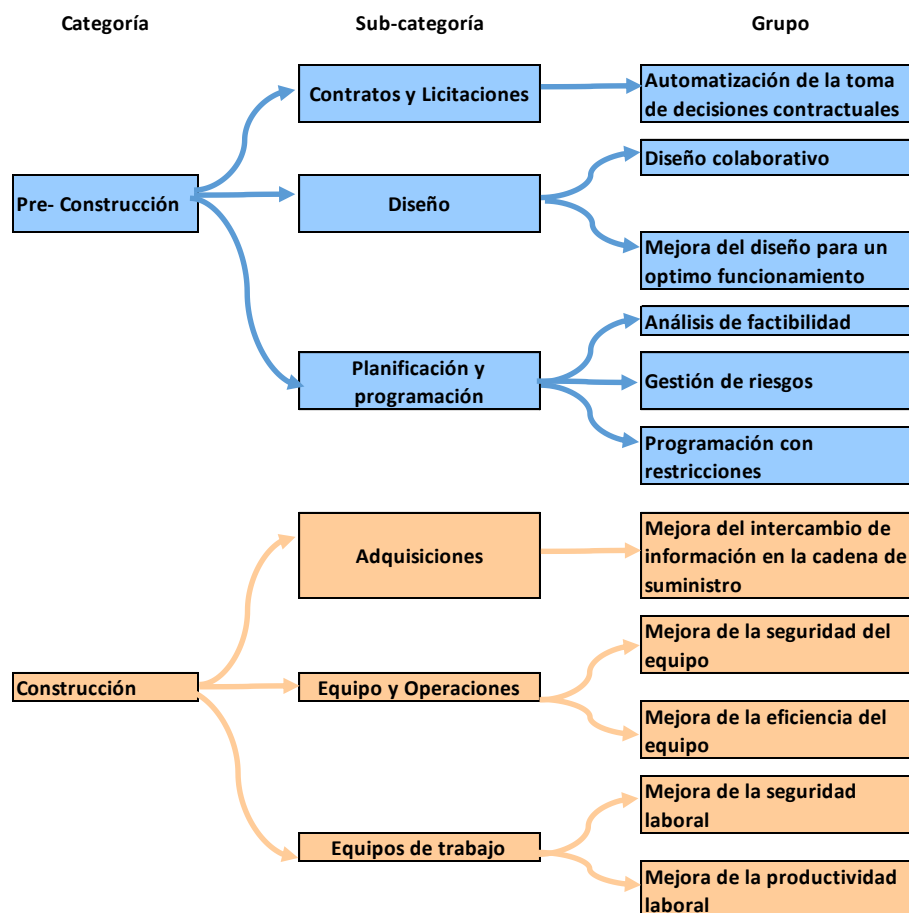 Categoría
Sub-categoría
Grupo
Pre- Construcción
Contratos y Licitaciones
Automatización de la toma
de decisiones contractuales
Diseño
Diseño colaborativo
Mejora del diseño para un
optimo funcionamiento
Planificación y
programación
Análisis de factibilidad
Gestión de riesgos
Programación con
restricciones
Construcción
Adquisiciones
Mejora del intercambio de
información en la cadena de
suministro
Equipo y Operaciones
Mejora de la seguridad del
equipo
Mejora de la eficiencia del
equipo
Equipos de trabajo
Mejora de la seguridad
laboral
Mejora de la productividad
laboral